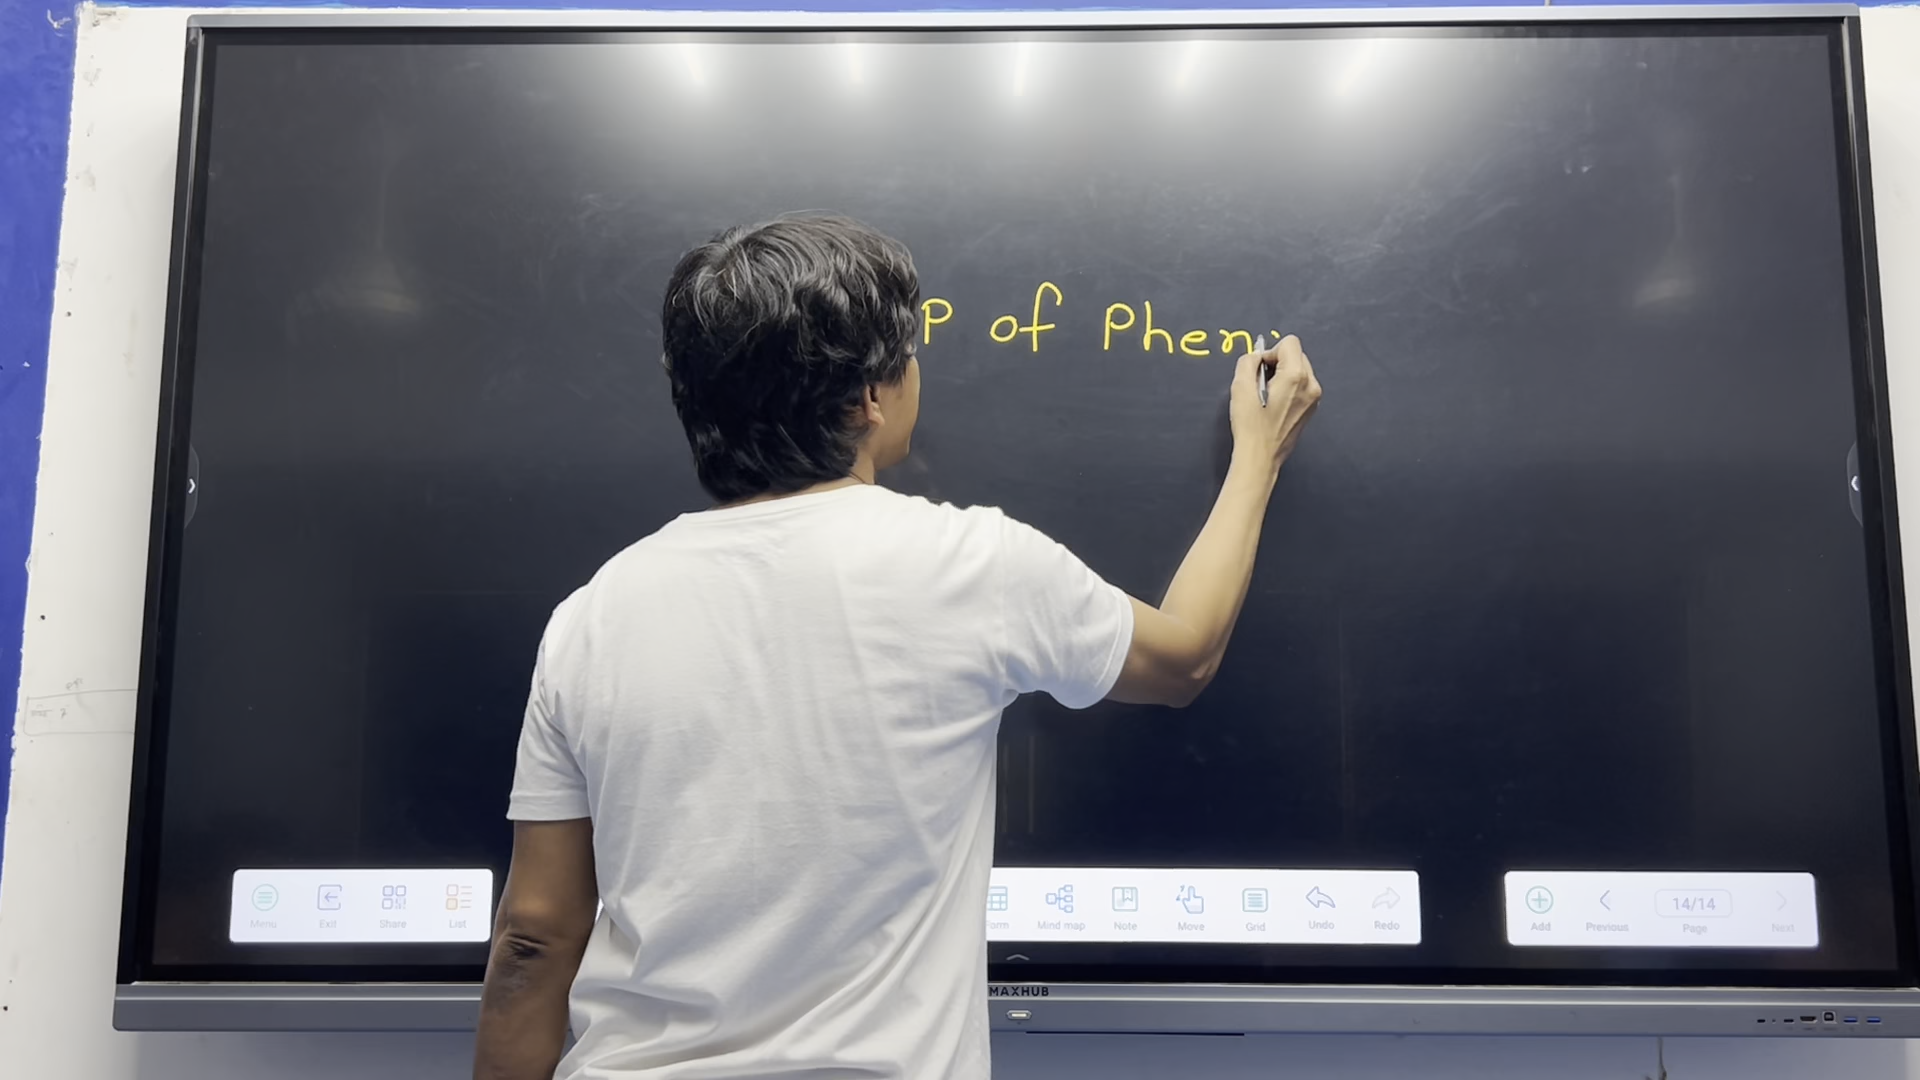 P of Phen
Menu Exit Share List Mind map Note Move Grid Undo Redo Add Previous 14/14 Page Next
MAXHUB